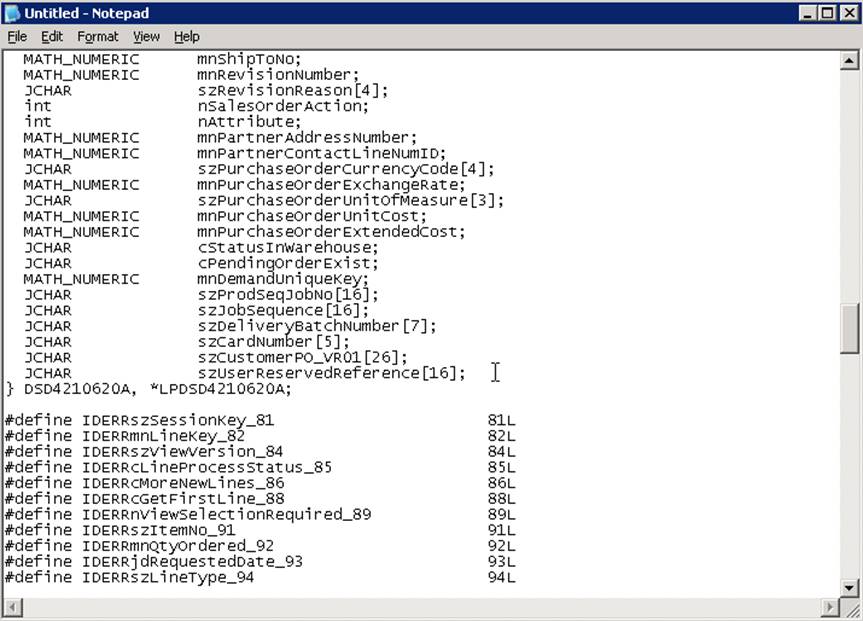 Untitled - Notepad
File Edit Format View Help
MATH_NUMERIC mnShipToNo;
MATH_NUMERIC mnRevisionNumber;
JCHAR szRevisionReason[4];
int nSalesOrderAction;
int nAttribute;
MATH_NUMERIC mnPartnerAddressNumber;
MATH_NUMERIC mnPartnerContactLineNumID;
JCHAR szPurchaseOrderCurrencyCode[4];
MATH_NUMERIC mnPurchaseOrderExchangeRate;
JCHAR szPurchaseOrderUnitOfMeasure[3];
MATH_NUMERIC mnPurchaseOrderUnitCost;
MATH_NUMERIC mnPurchaseOrderExtendedCost;
JCHAR cStatusInWarehouse;
JCHAR cPendingOrderExist;
MATH_NUMERIC mnDemandUniqueKey;
JCHAR szProdSeqJobNo[16];
JCHAR szJobSequence[16];
JCHAR szDeliveryBatchNumber[7];
JCHAR szCardNumber[5];
JCHAR szCustomerPO_VR01[26];
JCHAR szUserReservedReference[16];
} DSD4210620A, *LPDSD4210620A;
#define IDERRszSessionKey_81 81L
#define IDERRmnLineKey_82 82L
#define IDERRszViewVersion_84 84L
#define IDERRcLineProcessStatus_85 85L
#define IDERRcMoreNewLines_86 86L
#define IDERRcGetFirstLine_88 88L
#define IDERRnViewSelectionRequired_89 89L
#define IDERRszItemNo_91 91L
#define IDERRmnQtyOrdered_92 92L
#define IDERRjdRequestedDate_93 93L
#define IDERRszLineType_94 94L